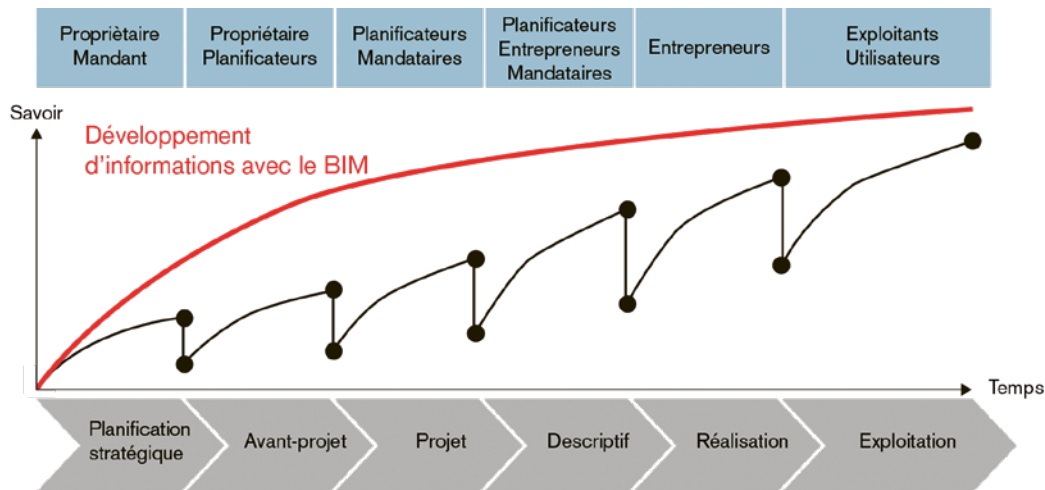 Propriètaire
Mandant
Propriétaire
Planificateurs
Planificateurs
Mandataires
Planificateurs
Entrepreneurs
Mandataires
Entrepreneurs
Exploitants
Utilisateurs
Savoir
Développement
d'informations avec le BIM
Temps
Planification
stratégique
Avant-projet
Projet
Descriptif
Réalisation
Exploitation